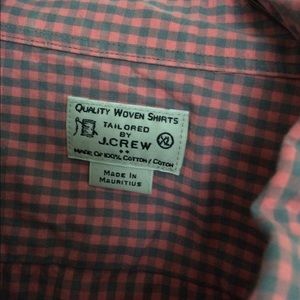 QUALITY WOVEN SHIRTS
TAILORED
BY
XL
J.CREW
MADE OF 100% COTTON / COTON
MADE IN
MAURITIUS